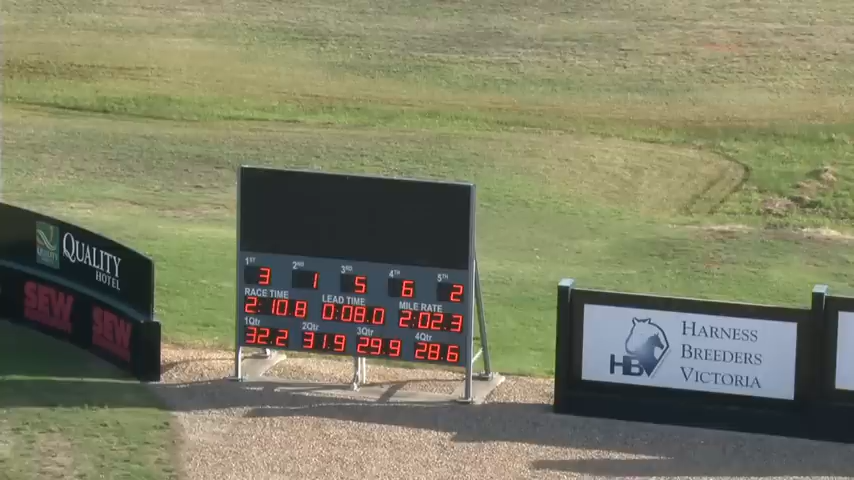 QUALITY
HOTEL
QUALITY
SEW SEW
1ST 2ND 3RD 4TH 5TH
3 1 5 6 2
RACE TIME LEAD TIME MILE RATE
2:10.8 0:08.0 2:02.3
1Qtr 2Qtr 3Qtr 4Qtr
32.2 31.9 29.9 28.6
HBV
HARNESS
BREEDERS
VICTORIA